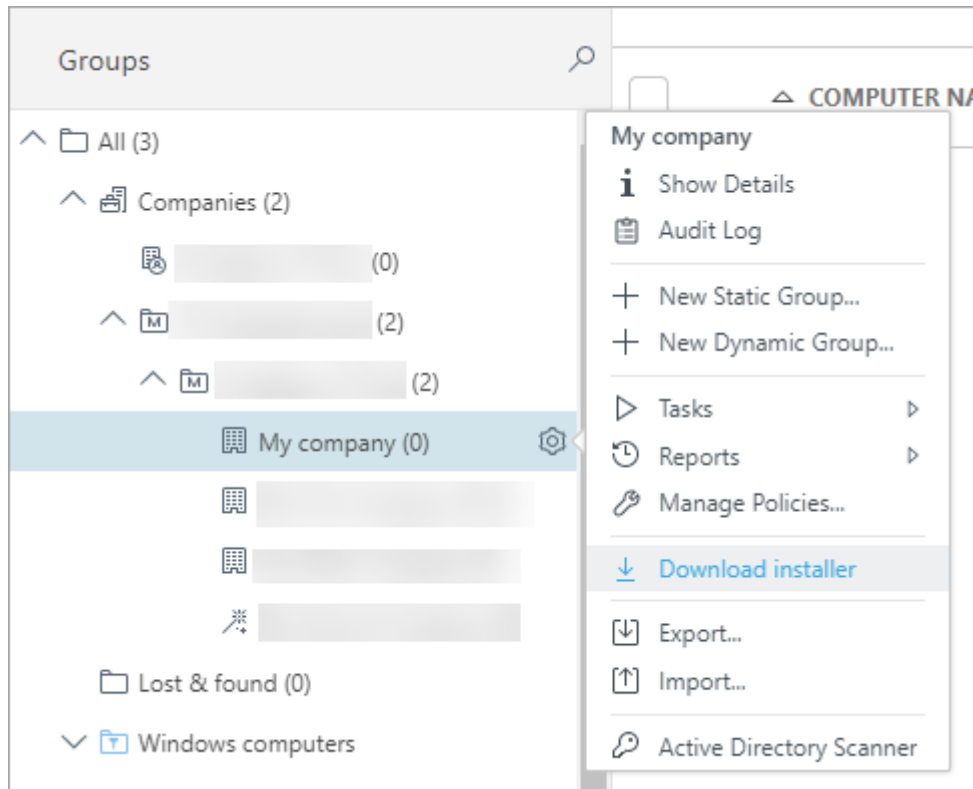 Groups
COMPUTER NA
All (3)
Companies (2)
(0)
(2)
(2)
My company (0)
Lost & found (0)
Windows computers
My company
Show Details
Audit Log
New Static Group...
New Dynamic Group...
Tasks
Reports
Manage Policies...
Download installer
Export...
Import...
Active Directory Scanner